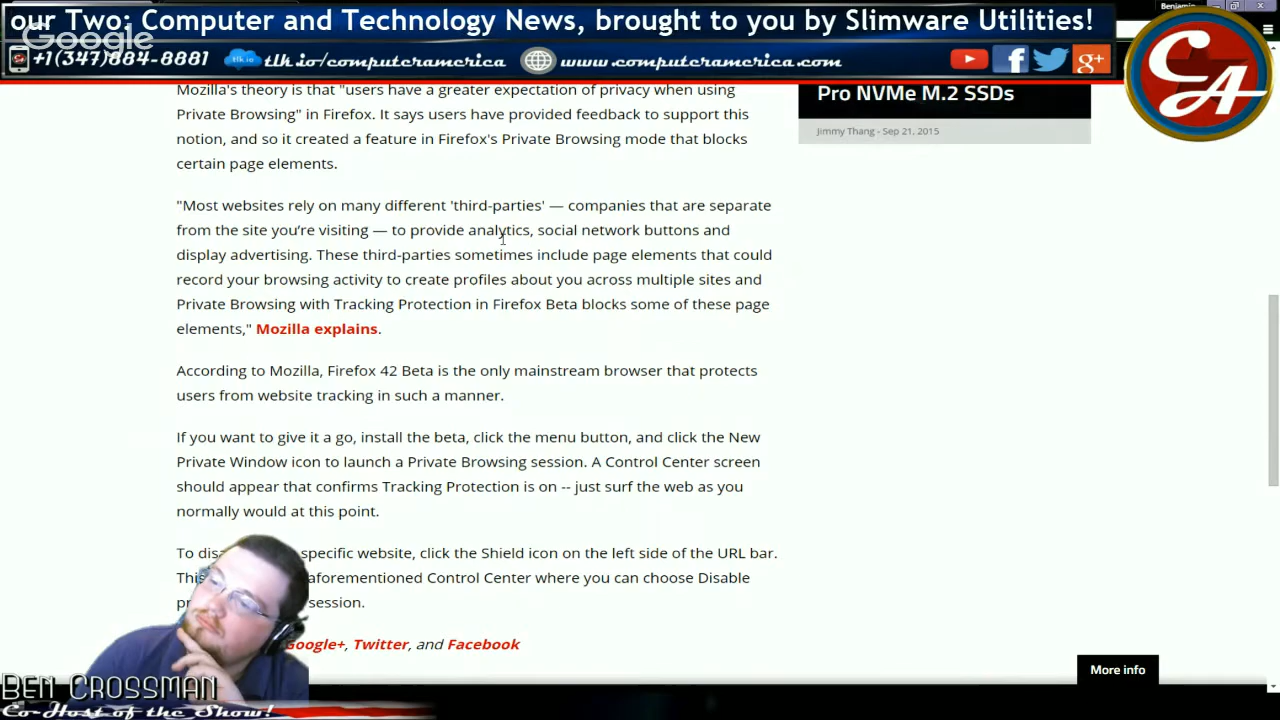 our Two: Computer and Technology News, brought to you by Slimware Utilities!
Google
Benjamin
+1(347)884-8881
tlk.io/computeramerica
www.computeramerica.com
CA
Mozilla's theory is that "users have a greater expectation of privacy when using
Private Browsing" in Firefox. It says users have provided feedback to support this
notion, and so it created a feature in Firefox's Private Browsing mode that blocks
certain page elements.
Pro NVMe M.2 SSDs
Jimmy Thang - Sep 21, 2015
"Most websites rely on many different 'third-parties' — companies that are separate
from the site you're visiting — to provide analytics, social network buttons and
display advertising. These third-parties sometimes include page elements that could
record your browsing activity to create profiles about you across multiple sites and
Private Browsing with Tracking Protection in Firefox Beta blocks some of these page
elements," Mozilla explains.
According to Mozilla, Firefox 42 Beta is the only mainstream browser that protects
users from website tracking in such a manner.
If you want to give it a go, install the beta, click the menu button, and click the New
Private Window icon to launch a Private Browsing session. A Control Center screen
should appear that confirms Tracking Protection is on -- just surf the web as you
normally would at this point.
To disa specific website, click the Shield icon on the left side of the URL bar.
This aforementioned Control Center where you can choose Disable
session.
Google+, Twitter, and Facebook
More info
Ben Crossman
Co-Host of the Show!